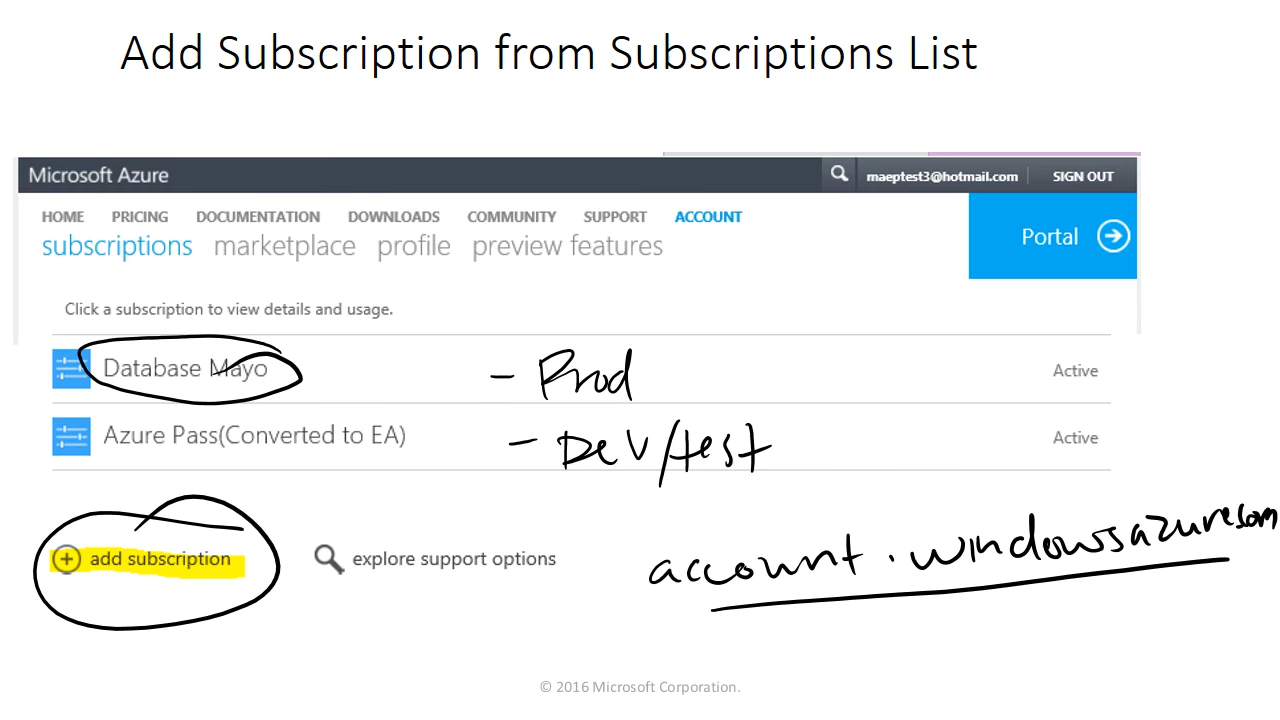 Add Subscription from Subscriptions List
Microsoft Azure maeptest3@hotmail.com SIGN OUT
HOME PRICING DOCUMENTATION DOWNLOADS COMMUNITY SUPPORT ACCOUNT
subscriptions marketplace profile preview features Portal
Click a subscription to view details and usage.
Database Mayo - Prod Active
Azure Pass(Converted to EA) - Dev/test Active
add subscription explore support options account.windowsazure.com
© 2016 Microsoft Corporation.